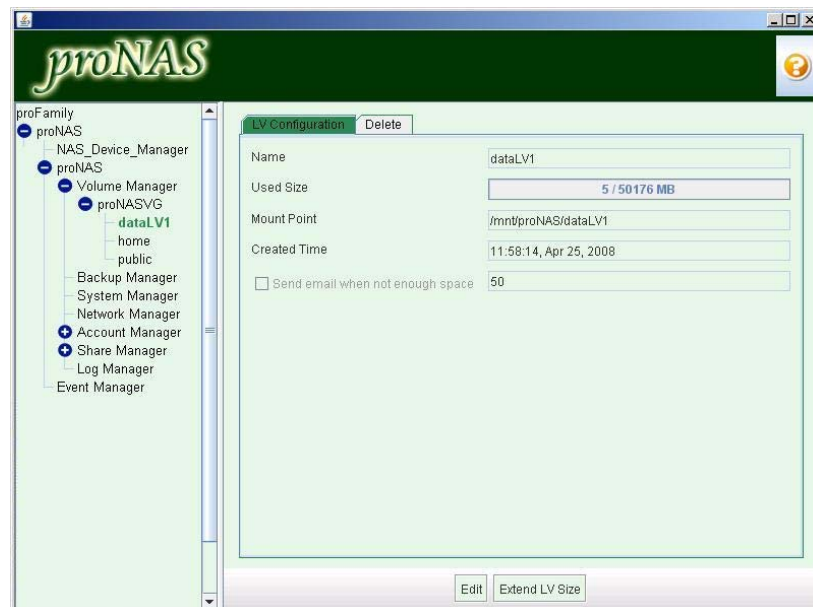 proNAS
proFamily
proNAS
NAS_Device_Manager
proNAS
Volume Manager
proNASVG
dataLV1
home
public
Backup Manager
System Manager
Network Manager
Account Manager
Share Manager
Log Manager
Event Manager
LV Configuration Delete
Name dataLV1
Used Size 5 / 50176 MB
Mount Point /mnt/proNAS/dataLV1
Created Time 11:58:14, Apr 25, 2008
Send email when not enough space 50
Edit Extend LV Size